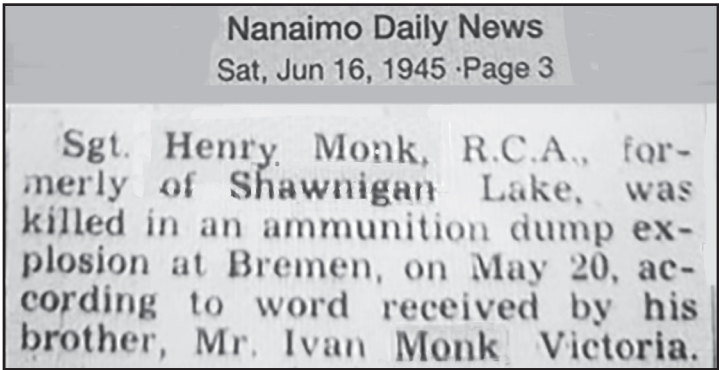 Nanaimo Daily News
Sat, Jun 16, 1945 ·Page 3
Sgt. Henry Monk, R.C.A., for-
merly of Shawnigan Lake, was
killed in an ammunition dump ex-
plosion at Bremen, on May 20, ac-
cording to word received by his
brother, Mr. Ivan Monk Victoria.